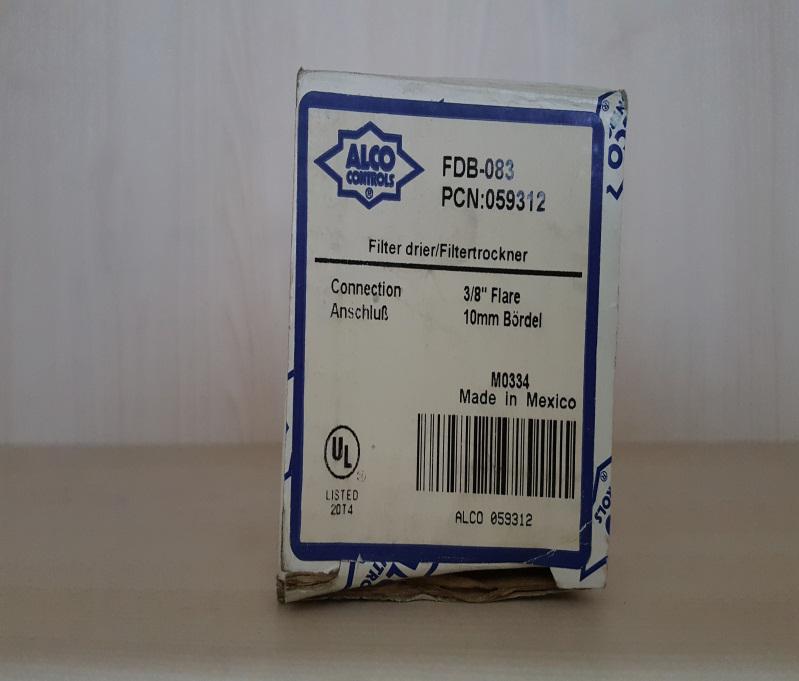 ALCO
CONTROLS
®
FDB-083
PCN:059312
Filter drier/Filtertrockner
Connection 3/8" Flare
Anschluß 10mm Bördel
M0334
Made in Mexico
UL
®
LISTED
20T4
ALCO 059312